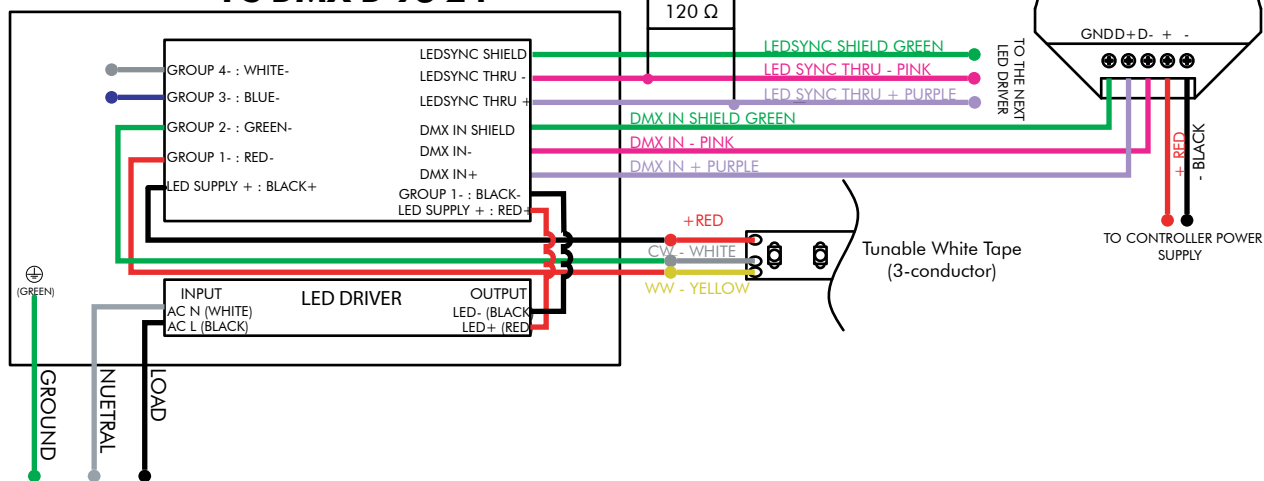 120 Ω
GNDD+D- + -
LEDSYNC SHIELD
LEDSYNC THRU -
LEDSYNC THRU +
DMX IN SHIELD
DMX IN-
DMX IN+
GROUP 1- : BLACK-
LED SUPPLY + : RED+
GROUP 4- : WHITE-
GROUP 3- : BLUE-
GROUP 2- : GREEN-
GROUP 1- : RED-
LED SUPPLY + : BLACK+
LEDSYNC SHIELD GREEN
LED SYNC THRU - PINK
LED SYNC THRU + PURPLE
TO THE NEXT
LED DRIVER
DMX IN SHIELD GREEN
DMX IN - PINK
DMX IN + PURPLE
+ RED
- BLACK
TO CONTROLLER POWER
SUPPLY
+RED
CW - WHITE
WW - YELLOW
Tunable White Tape
(3-conductor)
(GREEN)
INPUT
AC N (WHITE)
AC L (BLACK)
LED DRIVER
OUTPUT
LED- (BLACK
LED+ (RED
GROUND
NUETRAL
LOAD